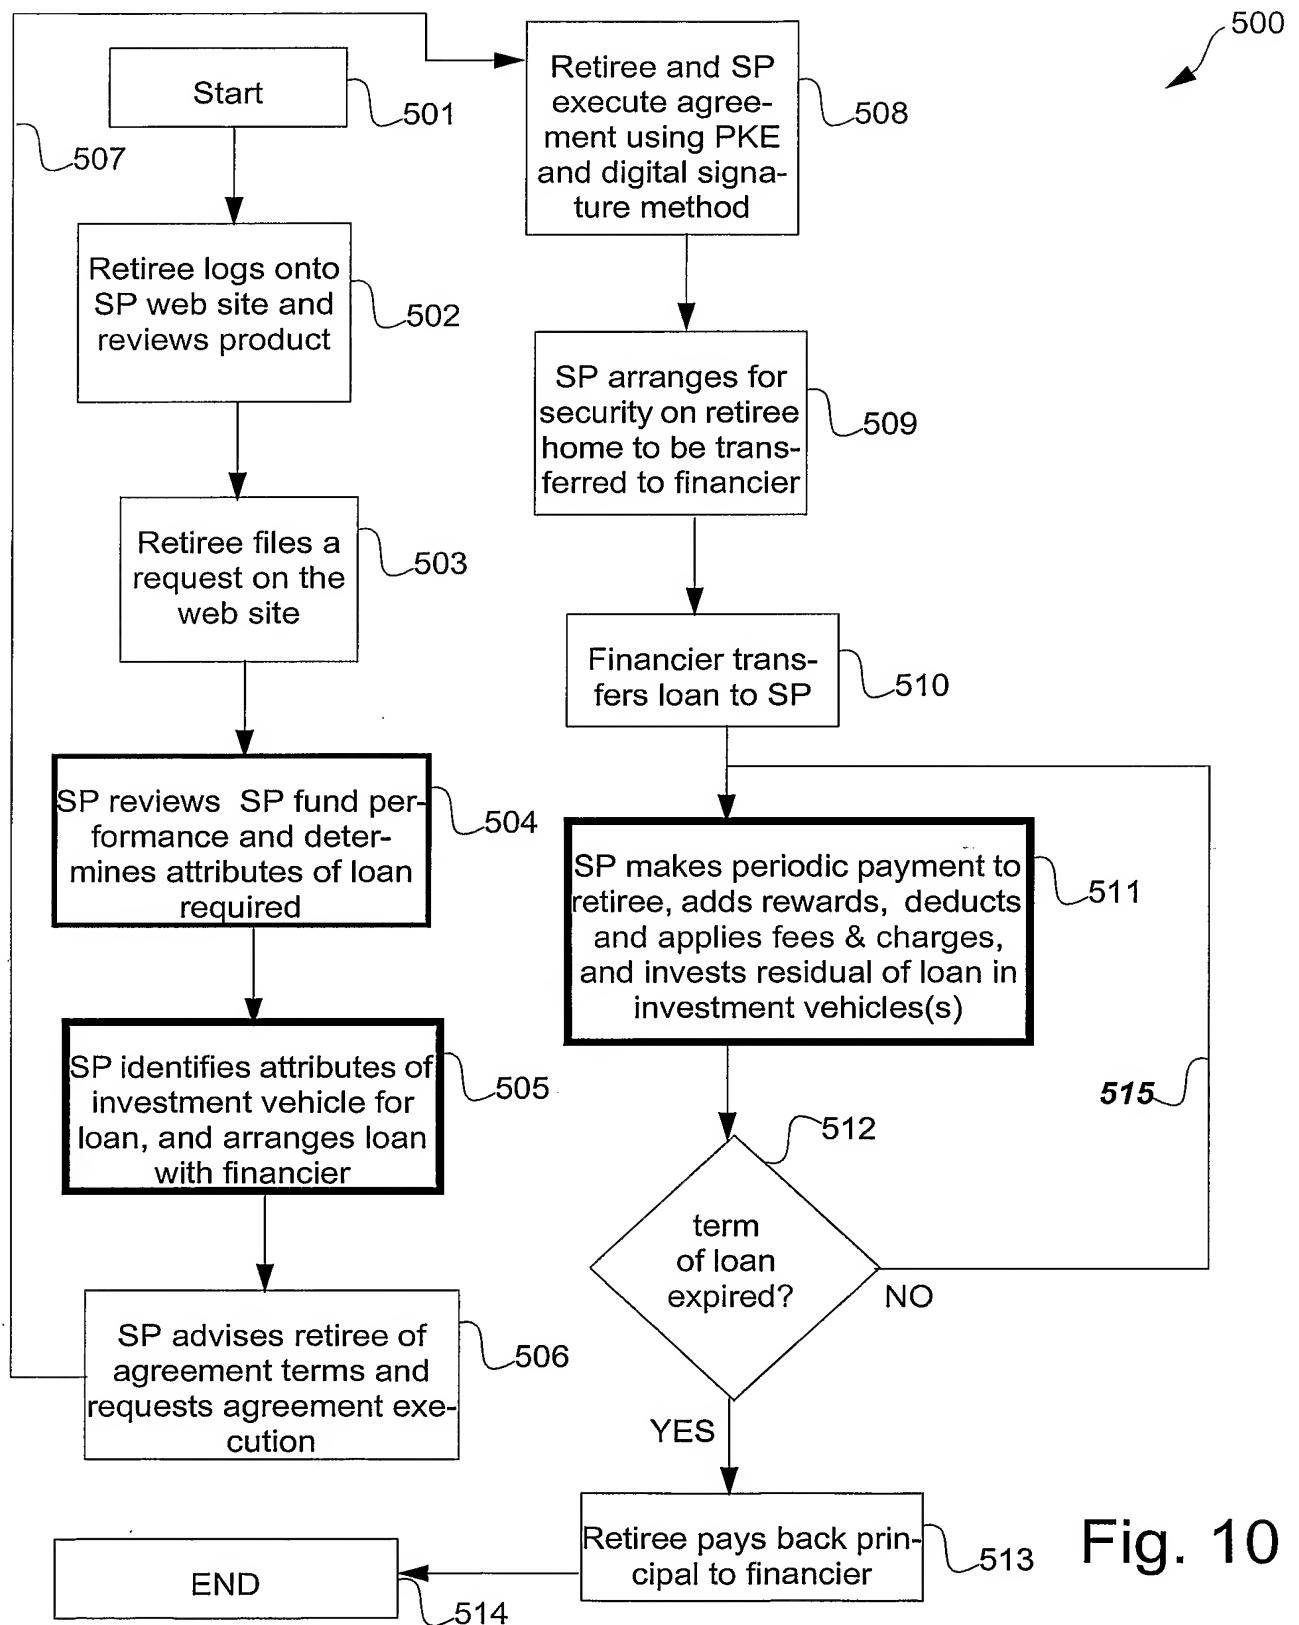 500
Start
501
507
Retiree logs onto
SP web site and
reviews product
502
Retiree files a
request on the
web site
503
SP reviews  SP fund per-
formance and deter-
mines attributes of loan
required
504
SP identifies attributes of
investment vehicle for
loan, and arranges loan
with financier
505
SP advises retiree of
agreement terms and
requests agreement exe-
cution
506
Retiree and SP
execute agree-
ment using PKE
and digital signa-
ture method
508
SP arranges for
security on retiree
home to be trans-
ferred to financier
509
Financier trans-
fers loan to SP
510
SP makes periodic payment to
retiree, adds rewards,  deducts
and applies fees & charges,
and invests residual of loan in
investment vehicles(s)
511
515
512
term
of loan
expired?
NO
YES
Retiree pays back prin-
cipal to financier
513
END
514
Fig. 10